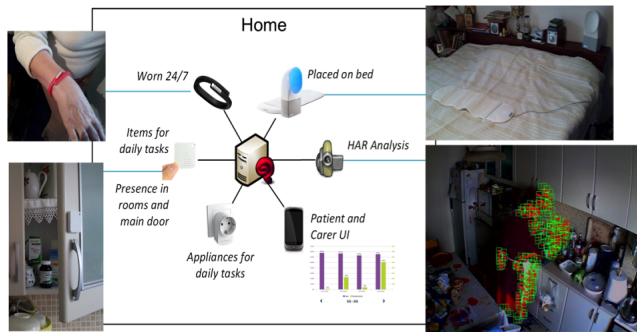 Home
Worn 24/7
Placed on bed
Items for
daily tasks
HAR Analysis
Presence in
rooms and
main door
Patient and
Carer UI
Appliances for
daily tasks